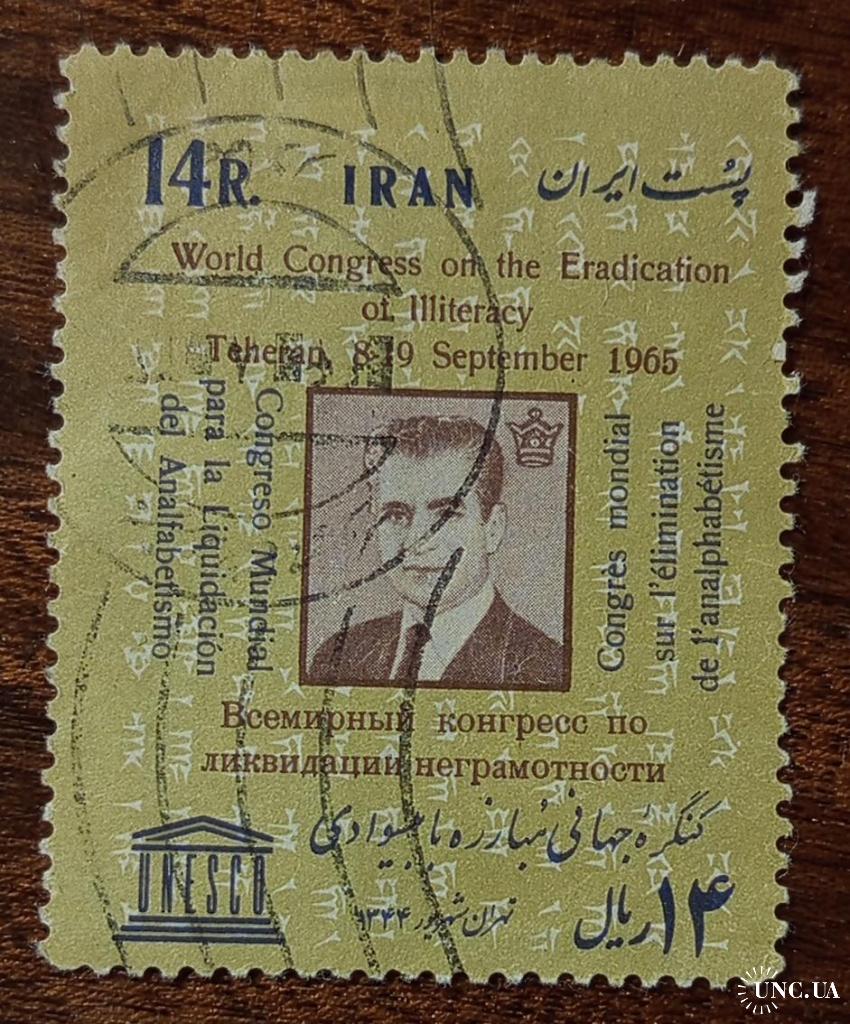 14R. IRAN پست ایران
World Congress on the Eradication
of Illiteracy
Teheran, 8-19 September 1965
Congreso Mundial
para la Liquidación
del Analfabetismo
Congrès mondial
sur l'élimination
de l'analphabétisme
Всемирный конгресс по
ликвидации неграмотности
کنگرهٔ جهانی مبارزه با بیسوادی
تهران شهریور ۱۳۴۴
۱۴ ریال
UNESCO
UNC.UA